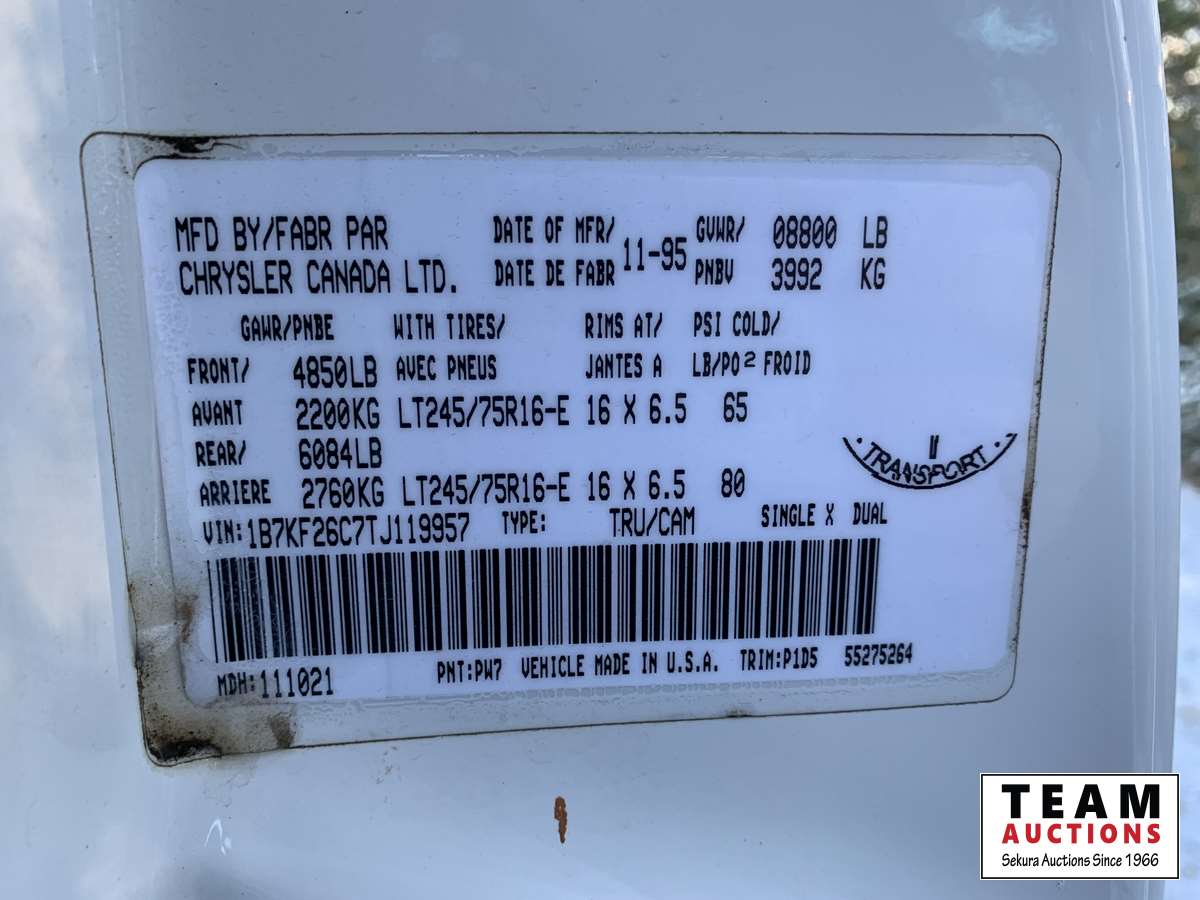 MFD BY/FABR PAR DATE OF MFR/ 11-95 GVWR/ 08800 LB
CHRYSLER CANADA LTD. DATE DE FABR PNBV 3992 KG
GAWR/PNBE WITH TIRES/ RIMS AT/ PSI COLD/
FRONT/ 4850LB AVEC PNEUS JANTES A LB/PO2 FROID
AVANT 2200KG LT245/75R16-E 16 X 6.5 65
REAR/ 6084LB
ARRIERE 2760KG LT245/75R16-E 16 X 6.5 80
TRANSPORT
VIN:1B7KF26C7TJ119957 TYPE: TRU/CAM SINGLE X DUAL
MDH:111021 PNT:PW7 VEHICLE MADE IN U.S.A. TRIM:P1D5 55275264
TEAM
AUCTIONS
Sekura Auctions Since 1966